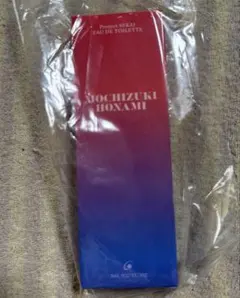 Project SEKAI
EAU DE TOILETTE
MOCHIZUKI
HONAMI